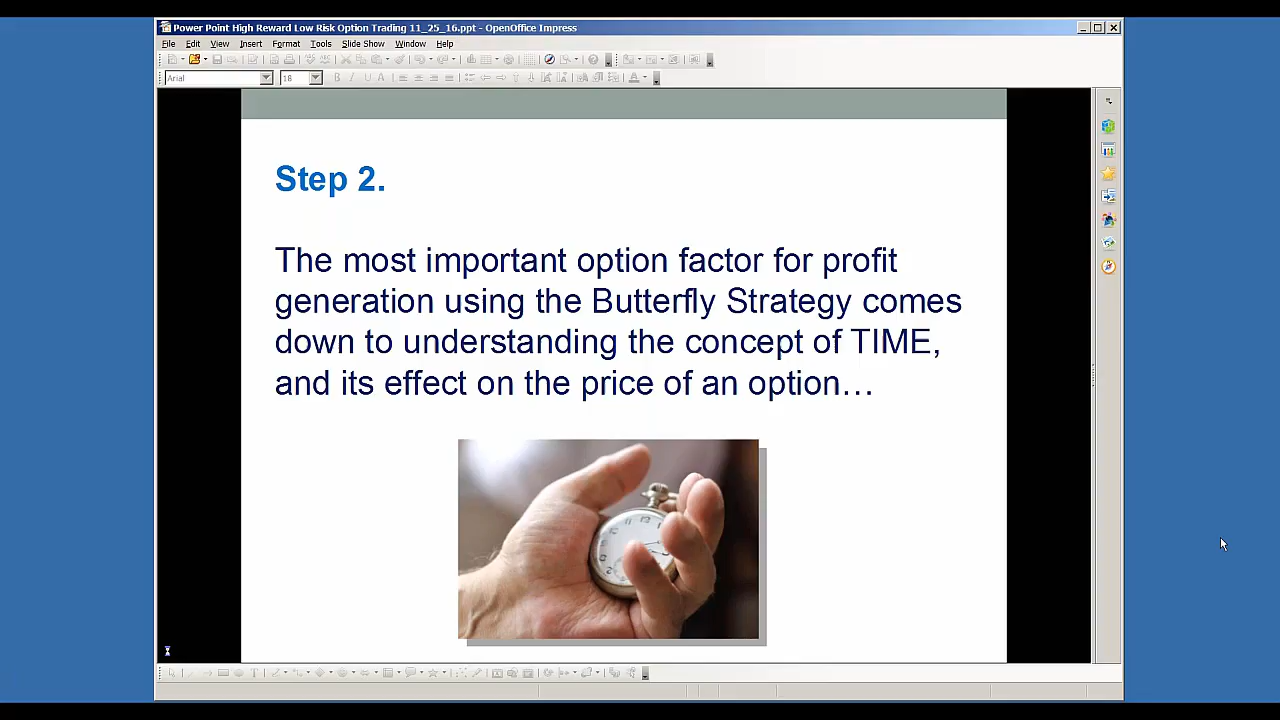 Power Point High Reward Low Risk Option Trading 11_25_16.ppt - OpenOffice Impress
File Edit View Insert Format Tools Slide Show Window Help
Arial 18
Step 2.
The most important option factor for profit
generation using the Butterfly Strategy comes
down to understanding the concept of TIME,
and its effect on the price of an option…